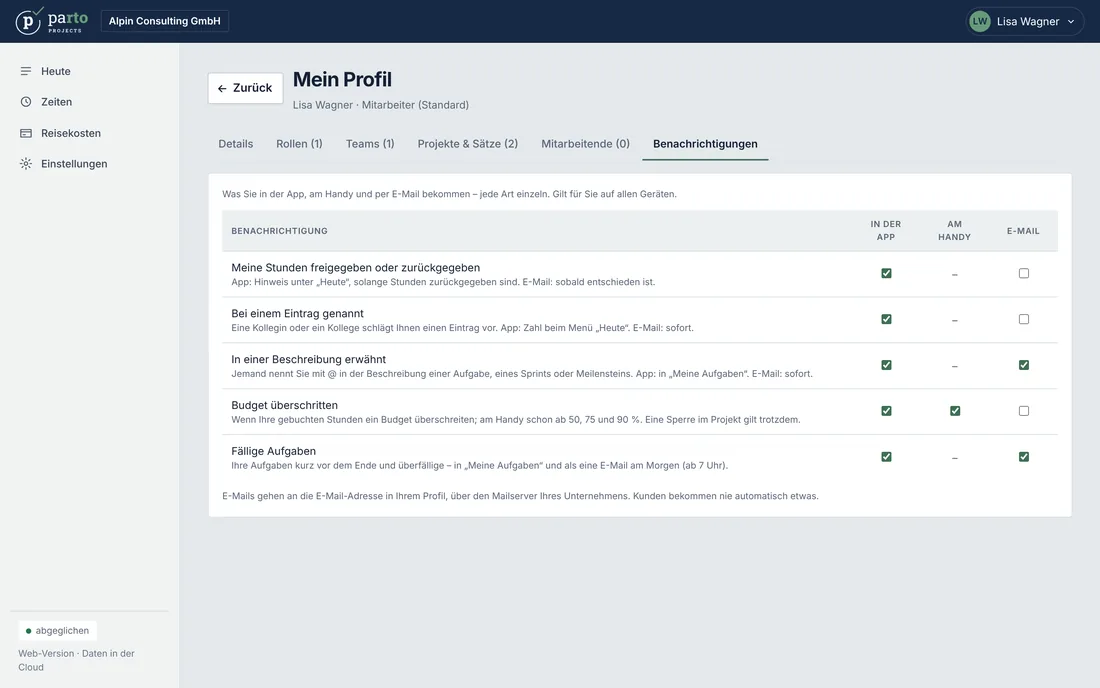 parto
PROJECTS
Alpin Consulting GmbH
LW Lisa Wagner
Heute
Zeiten
Reisekosten
Einstellungen
← Zurück
Mein Profil
Lisa Wagner · Mitarbeiter (Standard)
Details Rollen (1) Teams (1) Projekte & Sätze (2) Mitarbeitende (0) Benachrichtigungen
Was Sie in der App, am Handy und per E-Mail bekommen – jede Art einzeln. Gilt für Sie auf allen Geräten.
BENACHRICHTIGUNG IN DER APP AM HANDY E-MAIL
Meine Stunden freigegeben oder zurückgegeben
App: Hinweis unter „Heute“, solange Stunden zurückgegeben sind. E-Mail: sobald entschieden ist.
–
Bei einem Eintrag genannt
Eine Kollegin oder ein Kollege schlägt Ihnen einen Eintrag vor. App: Zahl beim Menü „Heute“. E-Mail: sofort.
–
In einer Beschreibung erwähnt
Jemand nennt Sie mit @ in der Beschreibung einer Aufgabe, eines Sprints oder Meilensteins. App: in „Meine Aufgaben“. E-Mail: sofort.
–
Budget überschritten
Wenn Ihre gebuchten Stunden ein Budget überschreiten; am Handy schon ab 50, 75 und 90 %. Eine Sperre im Projekt gilt trotzdem.
Fällige Aufgaben
Ihre Aufgaben kurz vor dem Ende und überfällige – in „Meine Aufgaben“ und als eine E-Mail am Morgen (ab 7 Uhr).
–
E-Mails gehen an die E-Mail-Adresse in Ihrem Profil, über den Mailserver Ihres Unternehmens. Kunden bekommen nie automatisch etwas.
abgeglichen
Web-Version · Daten in der
Cloud